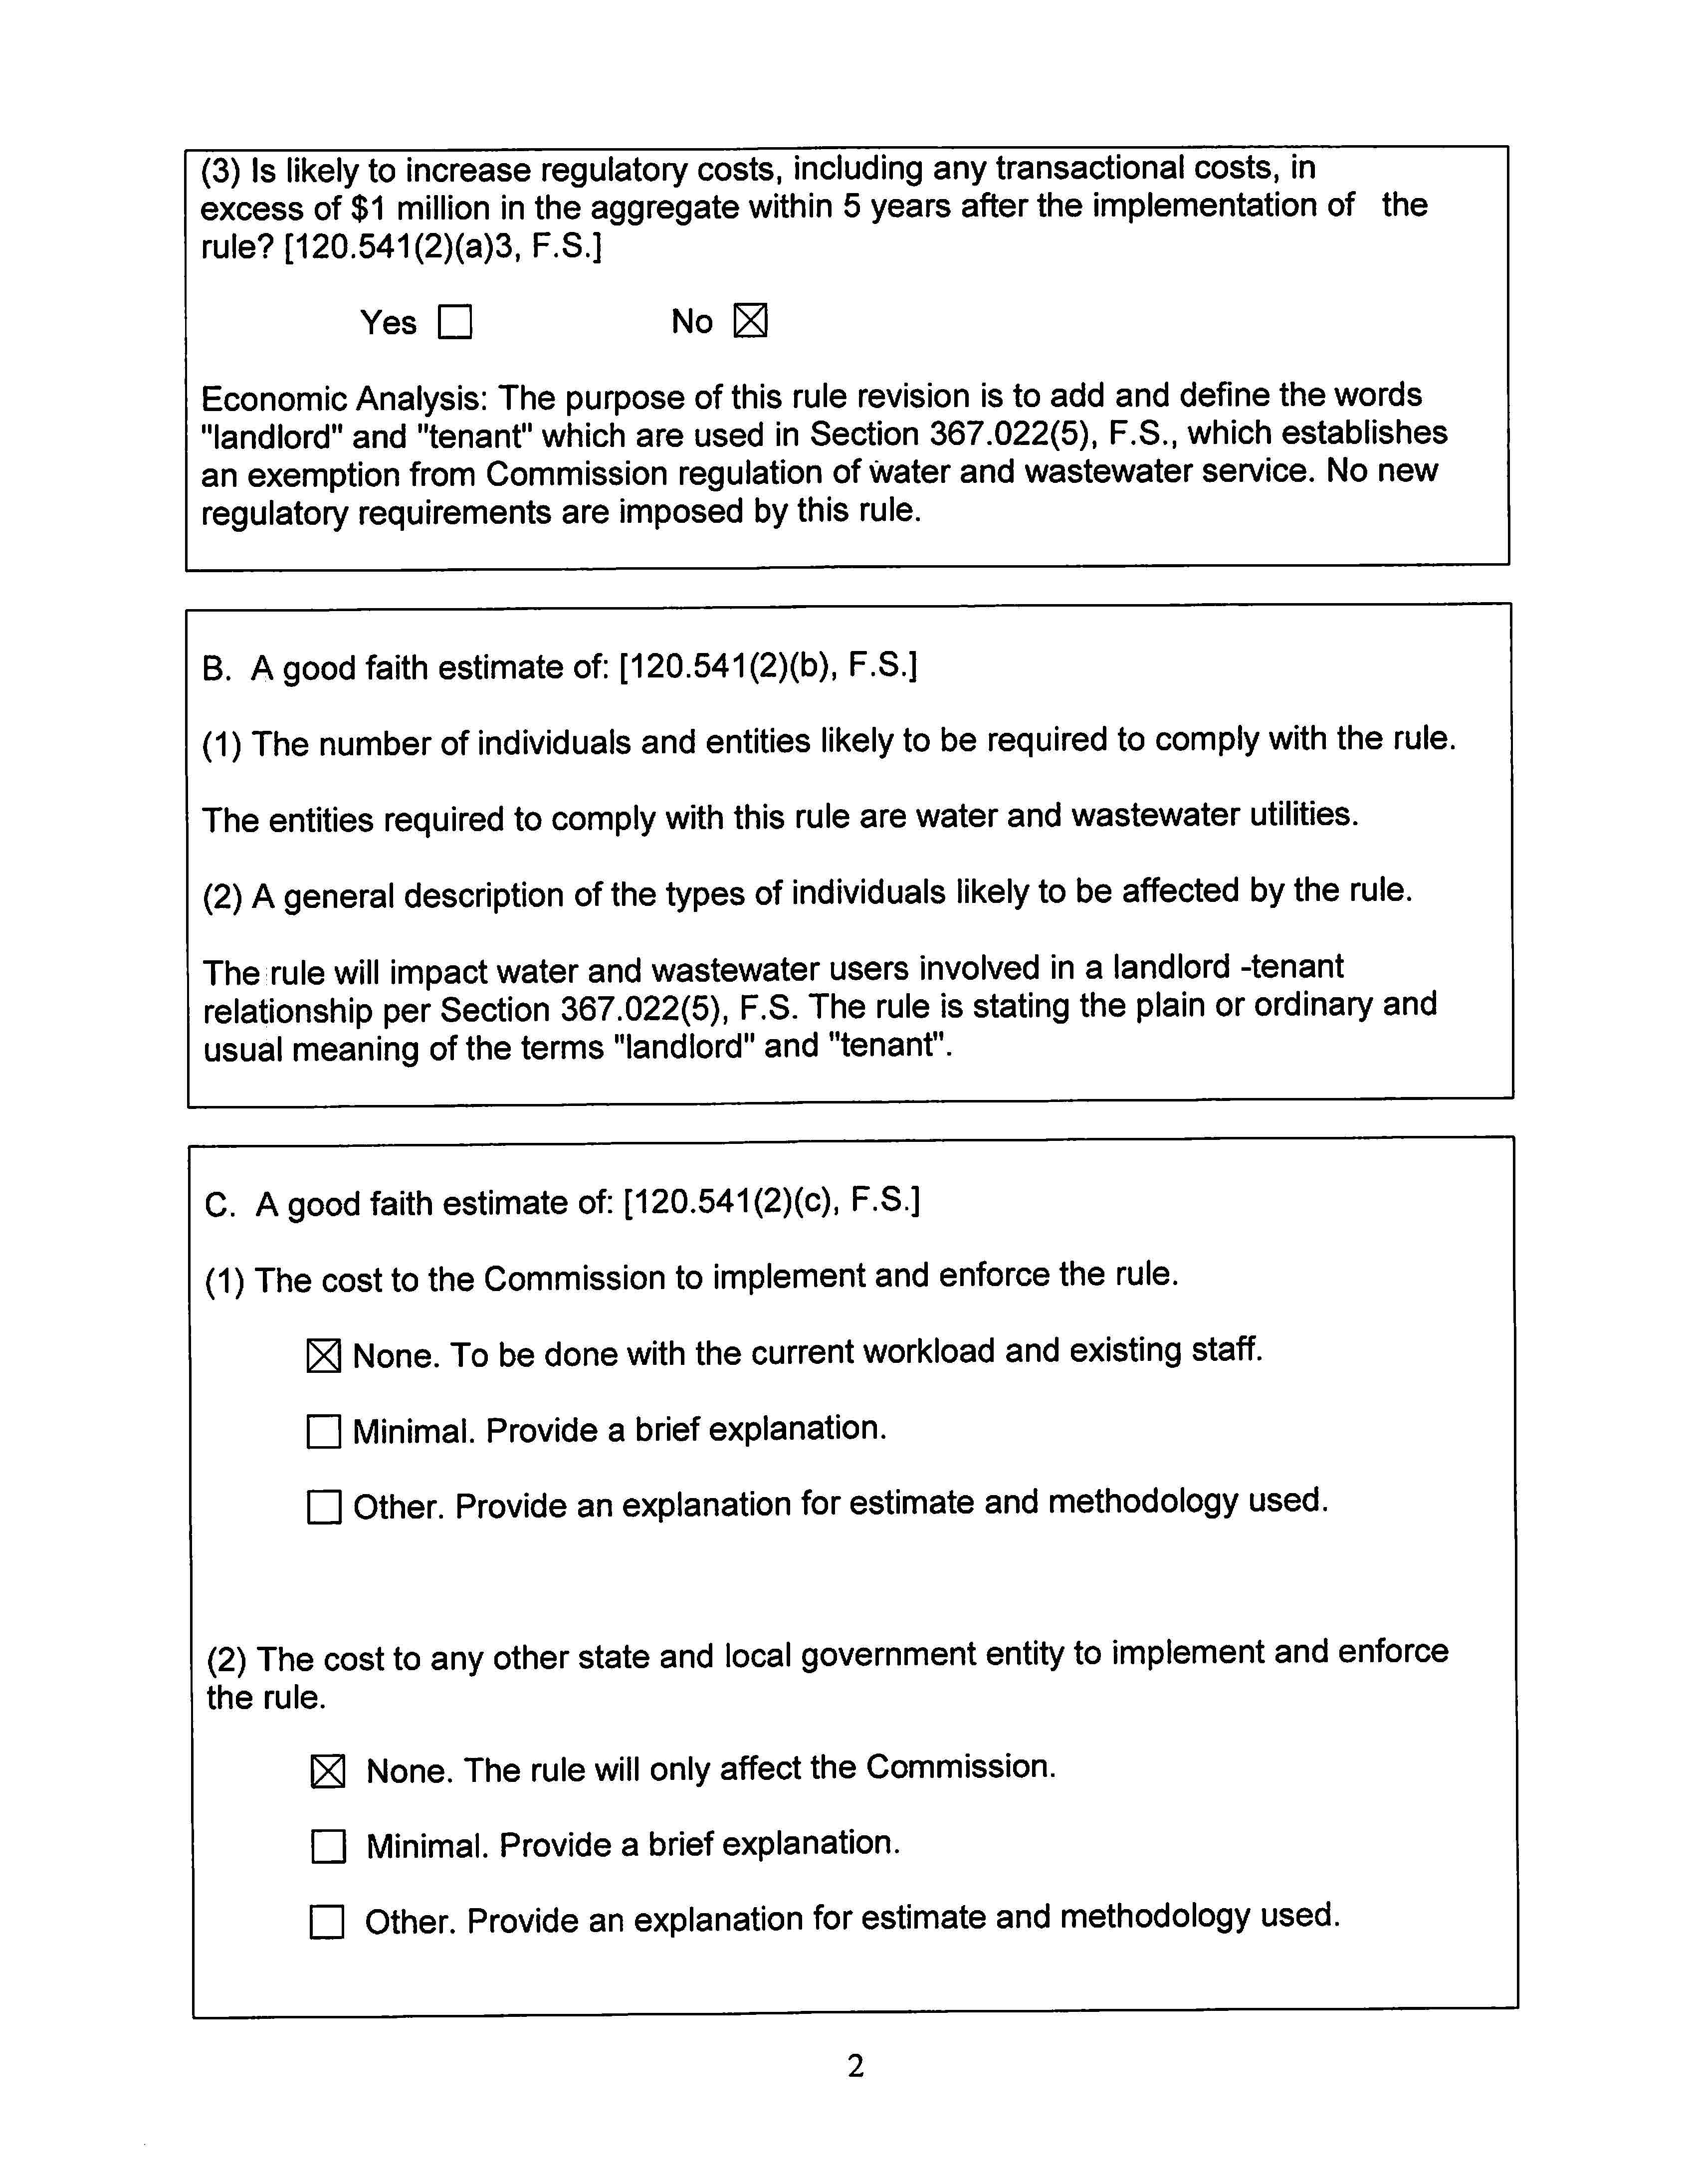 (3) Is likely to increase regulatory costs, including any transactional costs, in
excess of $1 million in the aggregate within 5 years after the implementation of the
rule? [120.541(2)(a)3, F.S.]
Yes ☐ No ☒
Economic Analysis: The purpose of this rule revision is to add and define the words
"landlord" and "tenant" which are used in Section 367.022(5), F.S., which establishes
an exemption from Commission regulation of water and wastewater service. No new
regulatory requirements are imposed by this rule.
B. A good faith estimate of: [120.541(2)(b), F.S.]
(1) The number of individuals and entities likely to be required to comply with the rule.
The entities required to comply with this rule are water and wastewater utilities.
(2) A general description of the types of individuals likely to be affected by the rule.
The rule will impact water and wastewater users involved in a landlord -tenant
relationship per Section 367.022(5), F.S. The rule is stating the plain or ordinary and
usual meaning of the terms "landlord" and "tenant".
C. A good faith estimate of: [120.541(2)(c), F.S.]
(1) The cost to the Commission to implement and enforce the rule.
☒ None. To be done with the current workload and existing staff.
☐ Minimal. Provide a brief explanation.
☐ Other. Provide an explanation for estimate and methodology used.
(2) The cost to any other state and local government entity to implement and enforce
the rule.
☒ None. The rule will only affect the Commission.
☐ Minimal. Provide a brief explanation.
☐ Other. Provide an explanation for estimate and methodology used.
2